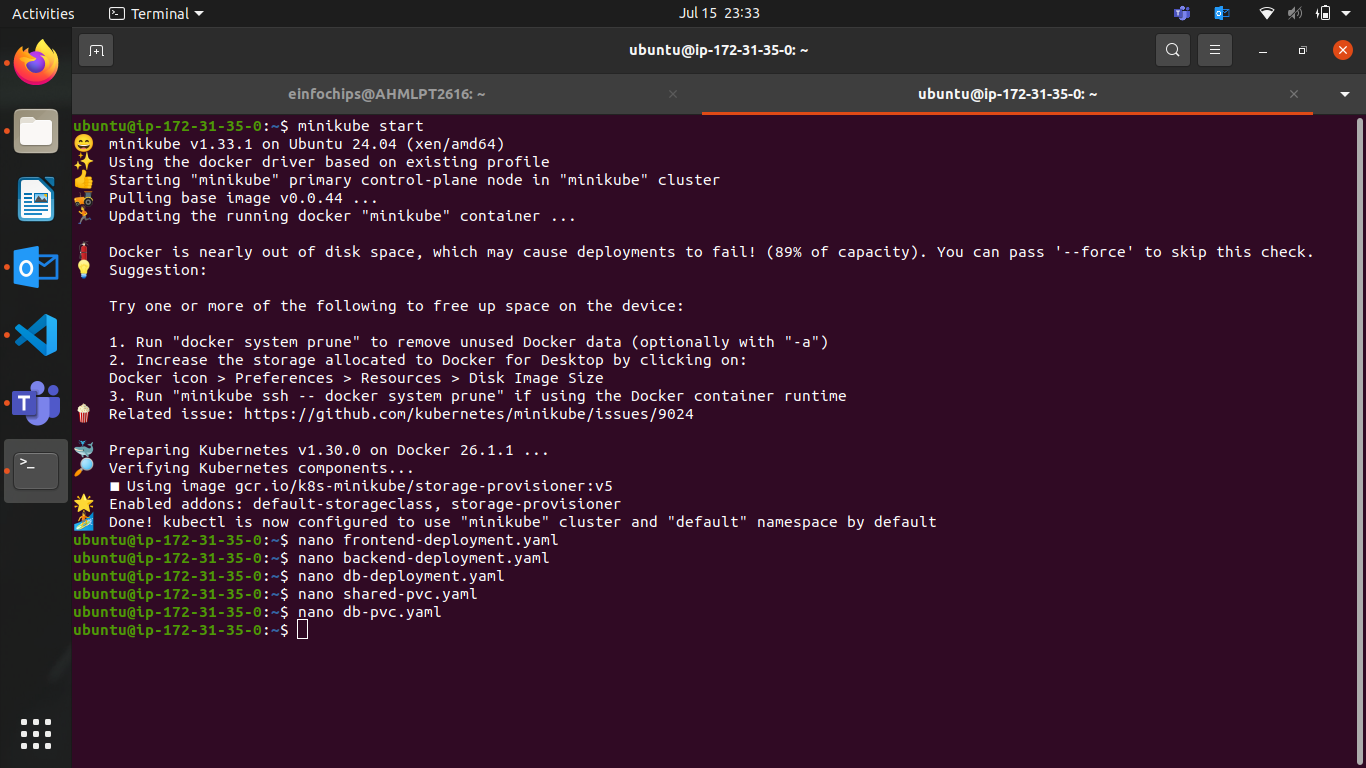 Activities
Terminal
Jul 15 23:33
ubuntu@ip-172-31-35-0: ~
einfochips@AHMLPT2616: ~
ubuntu@ip-172-31-35-0: ~
ubuntu@ip-172-31-35-0:~$ minikube start
😄 minikube v1.33.1 on Ubuntu 24.04 (xen/amd64)
✨ Using the docker driver based on existing profile
👍 Starting "minikube" primary control-plane node in "minikube" cluster
🚜 Pulling base image v0.0.44 ...
🏃 Updating the running docker "minikube" container ...
🧯 Docker is nearly out of disk space, which may cause deployments to fail! (89% of capacity). You can pass '--force' to skip this check.
💡 Suggestion:
Try one or more of the following to free up space on the device:
1. Run "docker system prune" to remove unused Docker data (optionally with "-a")
2. Increase the storage allocated to Docker for Desktop by clicking on:
Docker icon > Preferences > Resources > Disk Image Size
3. Run "minikube ssh -- docker system prune" if using the Docker container runtime
🍿 Related issue: https://github.com/kubernetes/minikube/issues/9024
🐳 Preparing Kubernetes v1.30.0 on Docker 26.1.1 ...
🔎 Verifying Kubernetes components...
■ Using image gcr.io/k8s-minikube/storage-provisioner:v5
🌟 Enabled addons: default-storageclass, storage-provisioner
🏄 Done! kubectl is now configured to use "minikube" cluster and "default" namespace by default
ubuntu@ip-172-31-35-0:~$ nano frontend-deployment.yaml
ubuntu@ip-172-31-35-0:~$ nano backend-deployment.yaml
ubuntu@ip-172-31-35-0:~$ nano db-deployment.yaml
ubuntu@ip-172-31-35-0:~$ nano shared-pvc.yaml
ubuntu@ip-172-31-35-0:~$ nano db-pvc.yaml
ubuntu@ip-172-31-35-0:~$